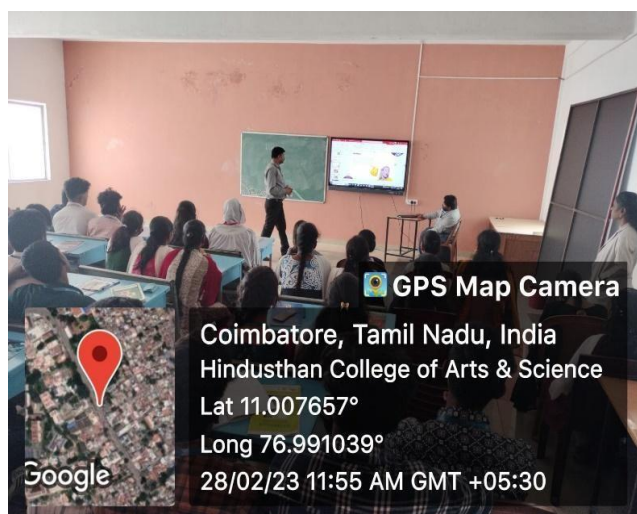 GPS Map Camera
Coimbatore, Tamil Nadu, India
Hindusthan College of Arts & Science
Lat 11.007657°
Long 76.991039°
28/02/23 11:55 AM GMT +05:30
Google